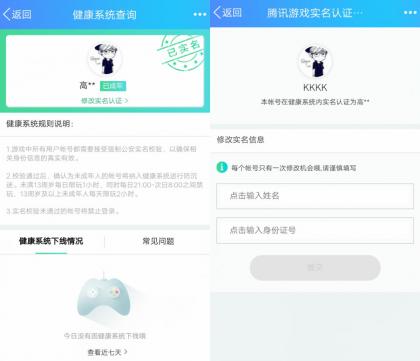 返回
健康系统查询
已实名
高** 已成年
修改实名认证>
健康系统规则说明:
1.游戏中所有用户帐号都需要接受强制公安实名校验，以确保相
关身份信息的真实有效。
2.校验通过后，确认为未成年人的帐号将纳入健康系统进行防沉
迷。未满13周岁每日限玩1小时，同时每日21:00-次日8:00之间禁
玩，13周岁及以上未成年人每天限玩2小时。
3.实名校验未通过的帐号将禁止登录。
健康系统下线情况
常见问题
今日没有因健康系统下线哦
查看近七天 >
返回
腾讯游戏实名认证…
KKKK
本帐号在健康系统内实名认证为高**
修改实名信息
每个帐号只有一次修改机会哦,请谨慎填写
点击输入姓名
点击输入身份证号
提交